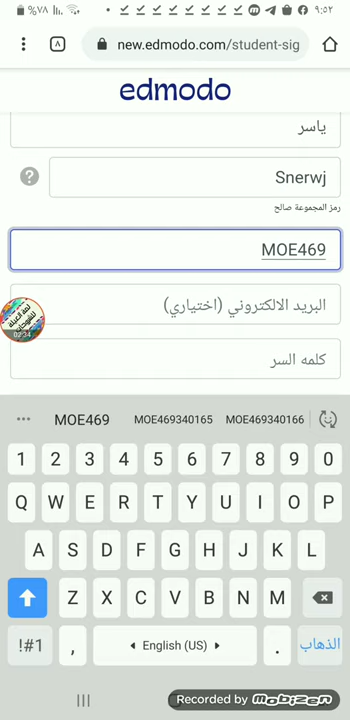 %٧٨ ٩:٥٢
A new.edmodo.com/student-sig
edmodo
ياسر
? Snerwj
رمز المجموعة صالح
MOE469
البريد الالكتروني (اختياري)
02:34
كلمه السر
... MOE469 MOE469340165 MOE469340166
1 2 3 4 5 6 7 8 9 0
Q W E R T Y U I O P
A S D F G H J K L
Z X C V B N M
!#1 , English (US) . الذهاب
Recorded by mobizen